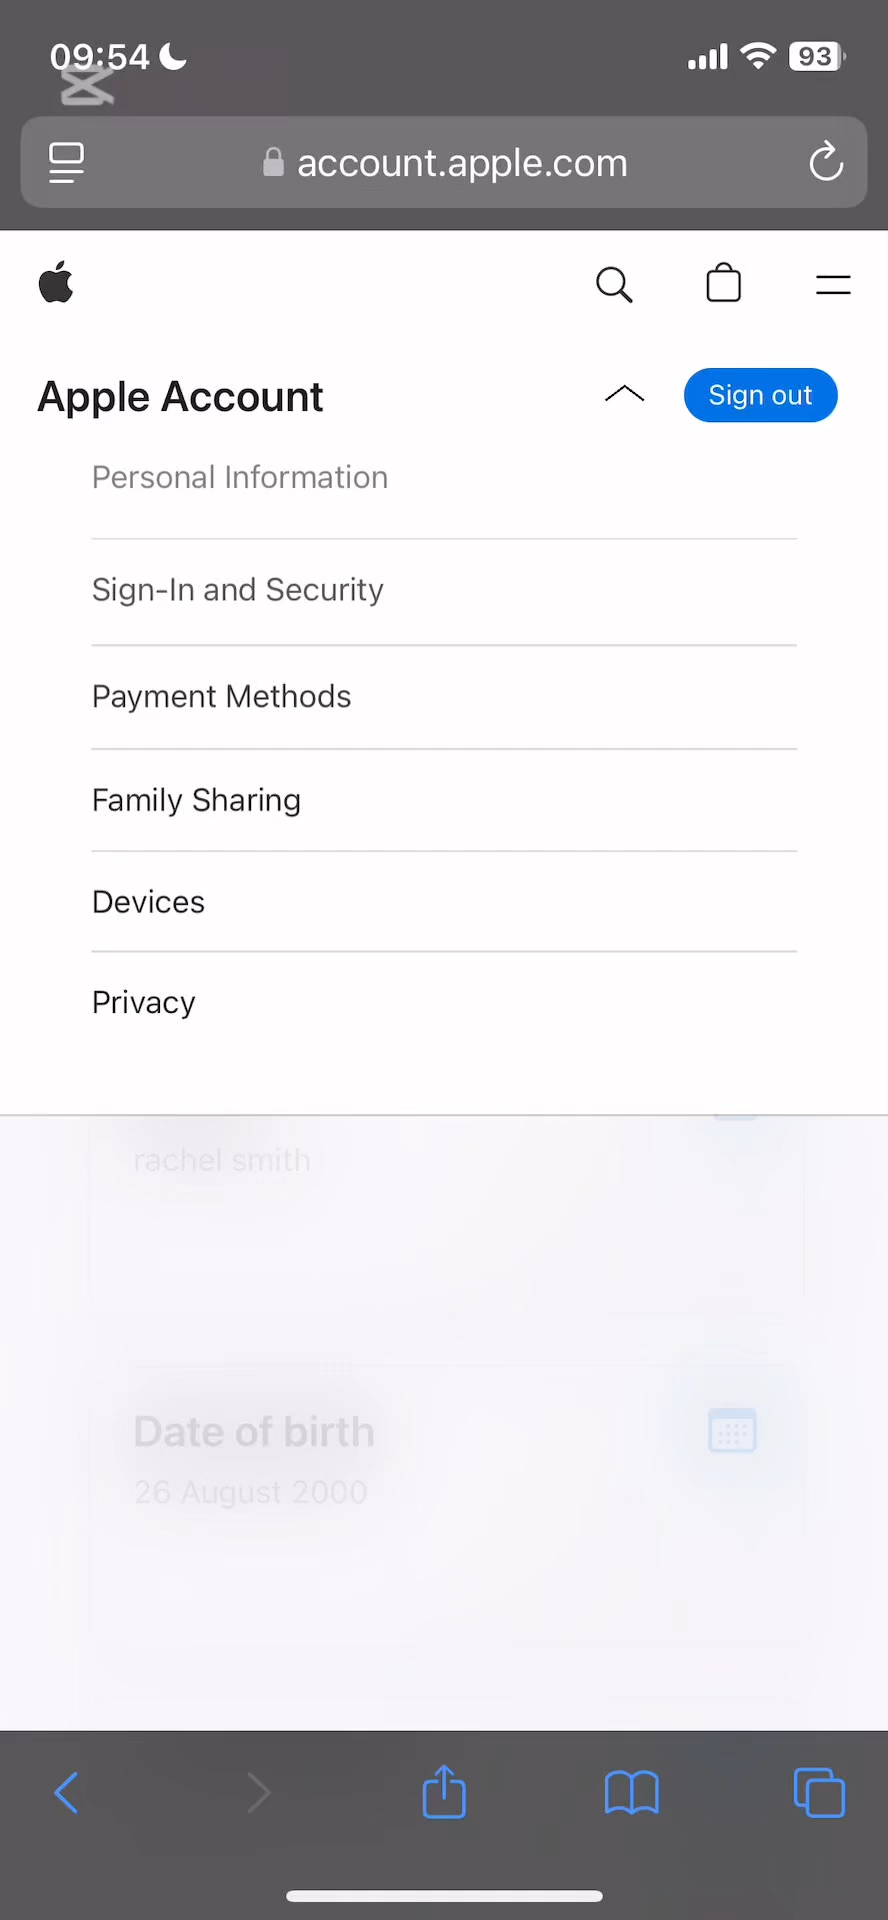 09:54
93
account.apple.com
Apple Account
Sign out
Personal Information
Sign-In and Security
Payment Methods
Family Sharing
Devices
Privacy
rachel smith
Date of birth
26 August 2000